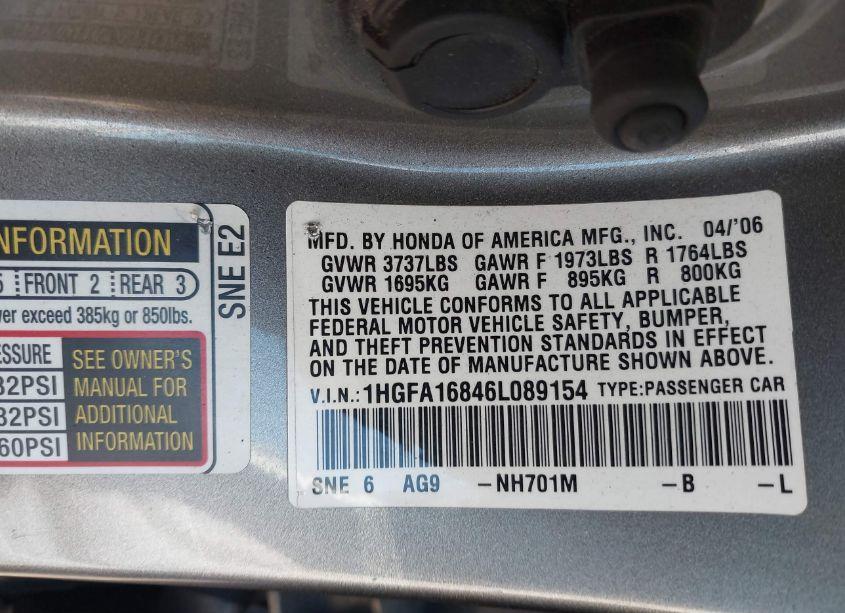 NFORMATION
5 FRONT 2 REAR 3
ver exceed 385kg or 850lbs.
ESSURE
32PSI
32PSI
60PSI
SEE OWNER'S
MANUAL FOR
ADDITIONAL
INFORMATION
SNE E2
MFD. BY HONDA OF AMERICA MFG., INC. 04/'06
GVWR 3737LBS GAWR F 1973LBS R 1764LBS
GVWR 1695KG GAWR F 895KG R 800KG
THIS VEHICLE CONFORMS TO ALL APPLICABLE
FEDERAL MOTOR VEHICLE SAFETY, BUMPER,
AND THEFT PREVENTION STANDARDS IN EFFECT
ON THE DATE OF MANUFACTURE SHOWN ABOVE.
V.I.N.: 1HGFA16846L089154 TYPE:PASSENGER CAR
SNE 6 AG9 -NH701M -B -L